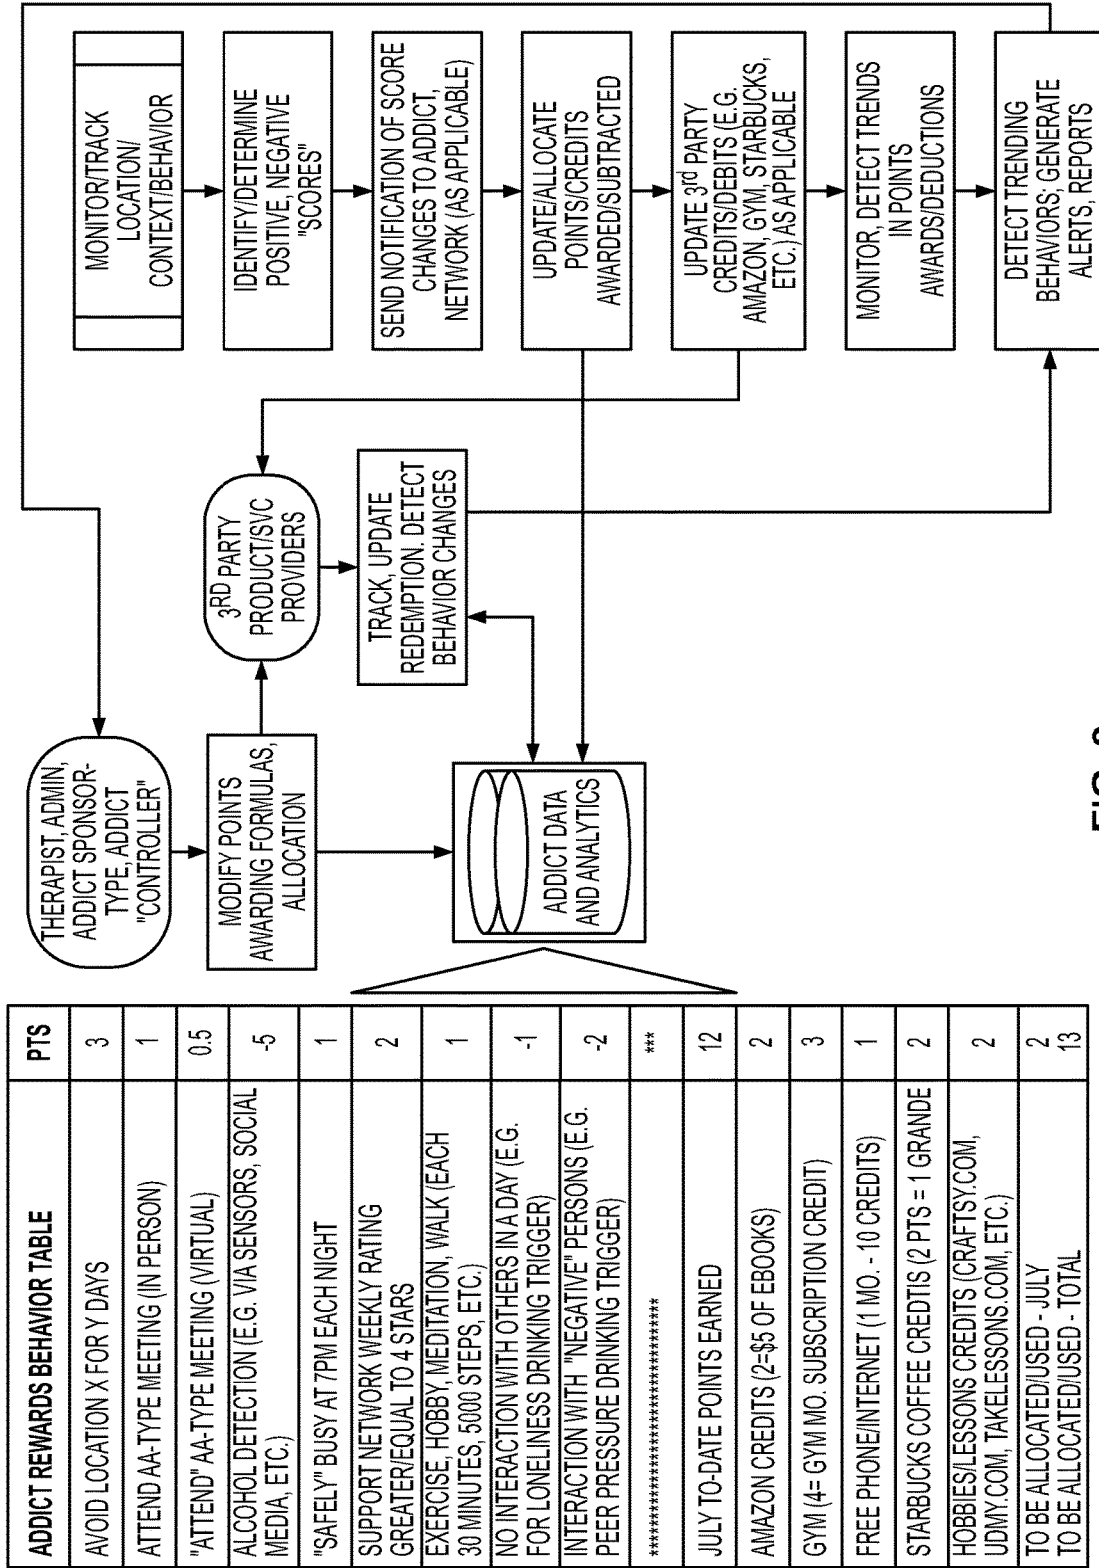 ADDICT REWARDS BEHAVIOR TABLE PTS
AVOID LOCATION X FOR Y DAYS 3
ATTEND AA-TYPE MEETING (IN PERSON) 1
"ATTEND" AA-TYPE MEETING (VIRTUAL) 0.5
ALCOHOL DETECTION (E.G. VIA SENSORS, SOCIAL -5
MEDIA, ETC.)
"SAFELY" BUSY AT 7PM EACH NIGHT 1
SUPPORT NETWORK WEEKLY RATING 2
GREATER/EQUAL TO 4 STARS
EXERCISE, HOBBY, MEDITATION, WALK (EACH 1
30 MINUTES, 5000 STEPS, ETC.)
NO INTERACTION WITH OTHERS IN A DAY (E.G. -1
FOR LONELINESS DRINKING TRIGGER)
INTERACTION WITH "NEGATIVE" PERSONS (E.G. -2
PEER PRESSURE DRINKING TRIGGER)
****************************** ***
JULY TO-DATE POINTS EARNED 12
AMAZON CREDITS (2=$5 OF EBOOKS) 2
GYM (4= GYM MO. SUBSCRIPTION CREDIT) 3
FREE PHONE/INTERNET (1 MO. - 10 CREDITS) 1
STARBUCKS COFFEE CREDTIS (2 PTS = 1 GRANDE 2
HOBBIES/LESSONS CREDITS (CRAFTSY.COM, 2
UDMY.COM, TAKELESSONS.COM, ETC.)
TO BE ALLOCATED/USED - JULY 2
TO BE ALLOCATED/USED - TOTAL 13
THERAPIST, ADMIN,
ADDICT SPONSOR-
TYPE, ADDICT
"CONTROLLER"
MODIFY POINTS
AWARDING FORMULAS,
ALLOCATION
ADDICT DATA
AND ANALYTICS
3RD PARTY
PRODUCT/SVC
PROVIDERS
TRACK, UPDATE
REDEMPTION. DETECT
BEHAVIOR CHANGES
MONITOR/TRACK
LOCATION/
CONTEXT/BEHAVIOR
IDENTIFY/DETERMINE
POSITIVE, NEGATIVE
"SCORES"
SEND NOTIFICATION OF SCORE
CHANGES TO ADDICT,
NETWORK (AS APPLICABLE)
UPDATE/ALLOCATE
POINTS/CREDITS
AWARDED/SUBTRACTED
UPDATE 3rd PARTY
CREDITS/DEBITS (E.G.
AMAZON, GYM, STARBUCKS,
ETC.) AS APPLICABLE
MONITOR, DETECT TRENDS
IN POINTS
AWARDS/DEDUCTIONS
DETECT TRENDING
BEHAVIORS; GENERATE
ALERTS, REPORTS
FIG.